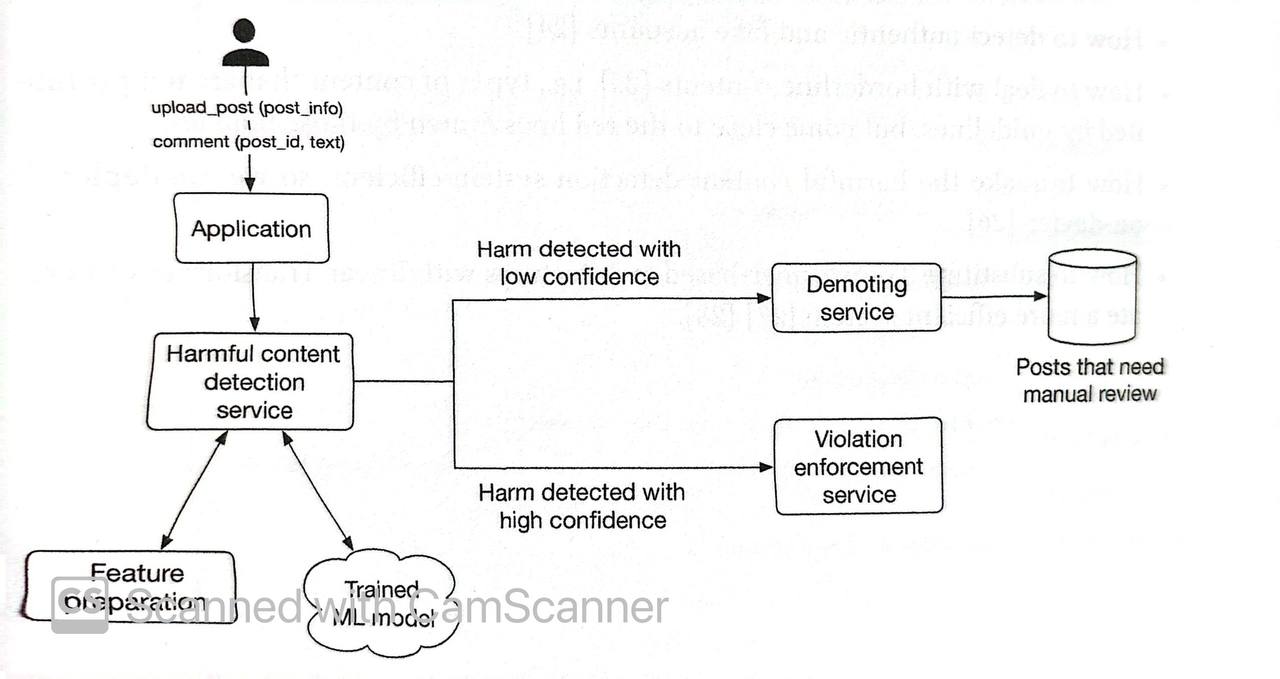 upload_post (post_info)
comment (post_id, text)
Application
Harm detected with
low confidence
Demoting
service
Harmful content
detection
service
Posts that need
manual review
Violation
enforcement
service
Harm detected with
high confidence
Feature
preparation
Trained
ML model
CS Scanned with CamScanner